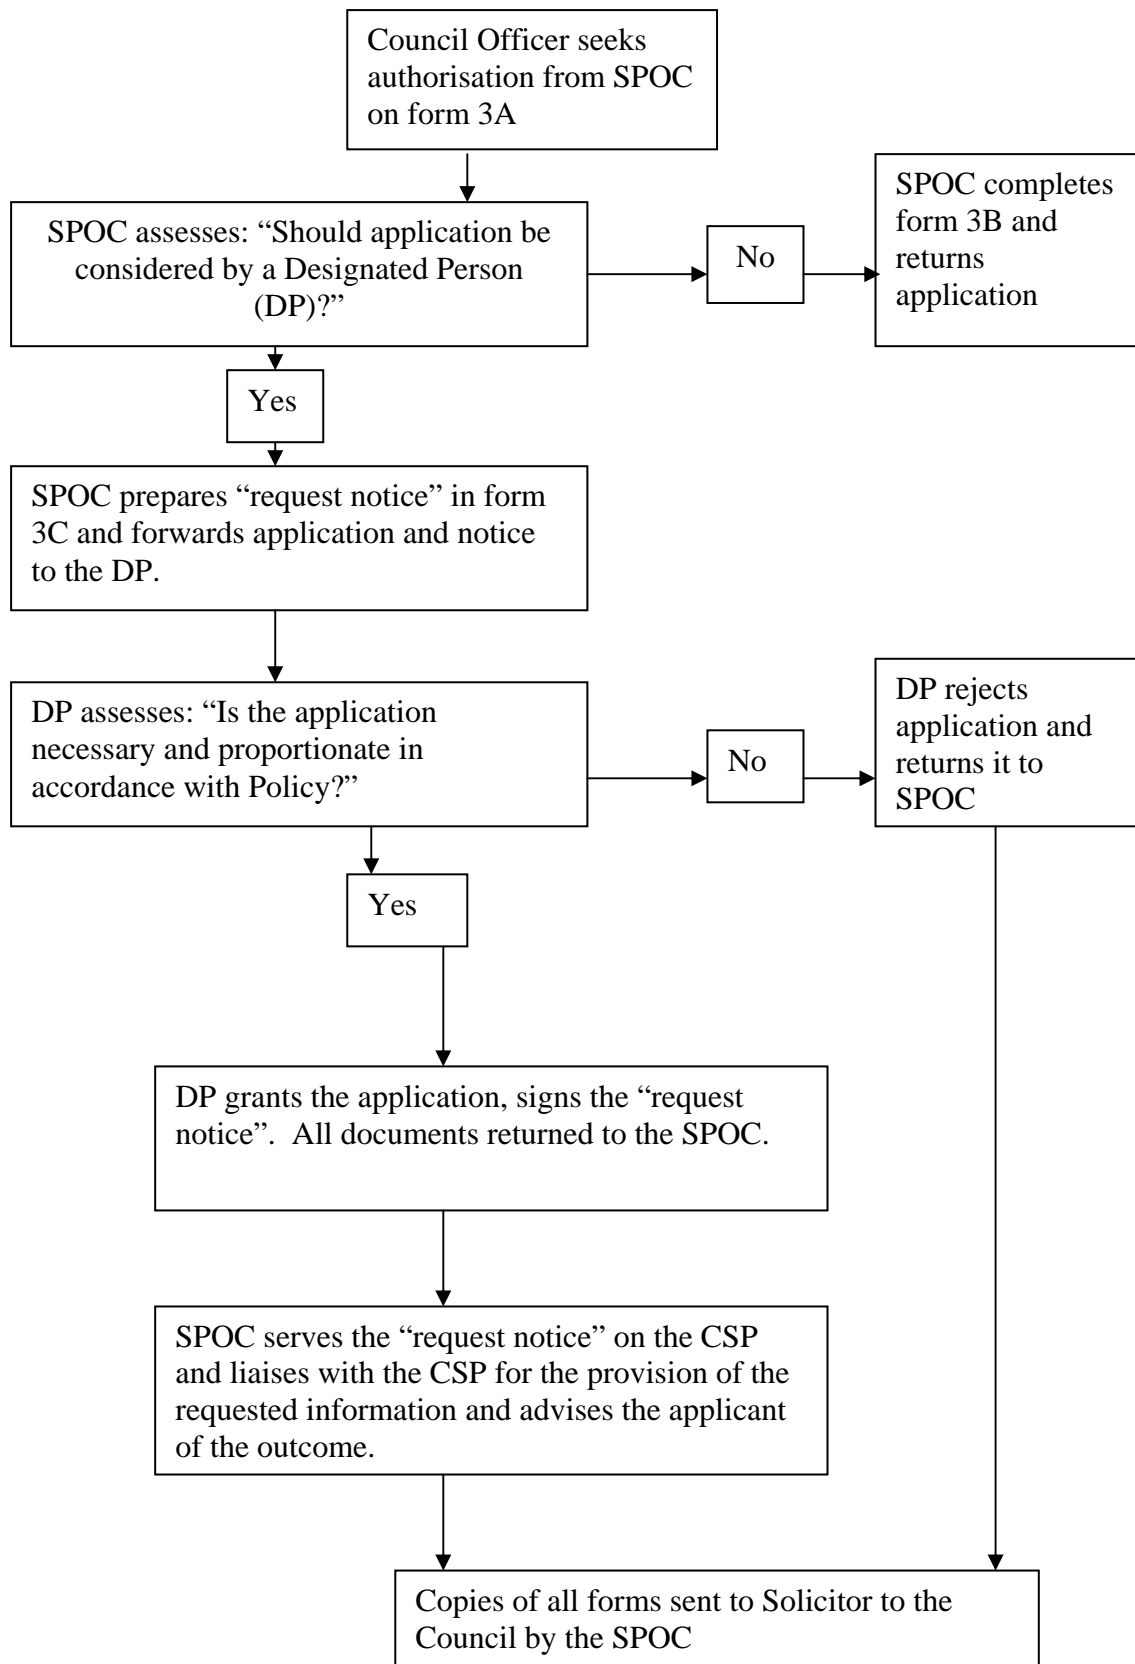 Council Officer seeks
authorisation from SPOC
on form 3A
SPOC assesses: “Should application be
considered by a Designated Person
(DP)?”
No
SPOC completes
form 3B and
returns
application
Yes
SPOC prepares “request notice” in form
3C and forwards application and notice
to the DP.
DP assesses: “Is the application
necessary and proportionate in
accordance with Policy?”
No
DP rejects
application and
returns it to
SPOC
Yes
DP grants the application, signs the “request
notice”.  All documents returned to the SPOC.
SPOC serves the “request notice” on the CSP
and liaises with the CSP for the provision of the
requested information and advises the applicant
of the outcome.
Copies of all forms sent to Solicitor to the
Council by the SPOC